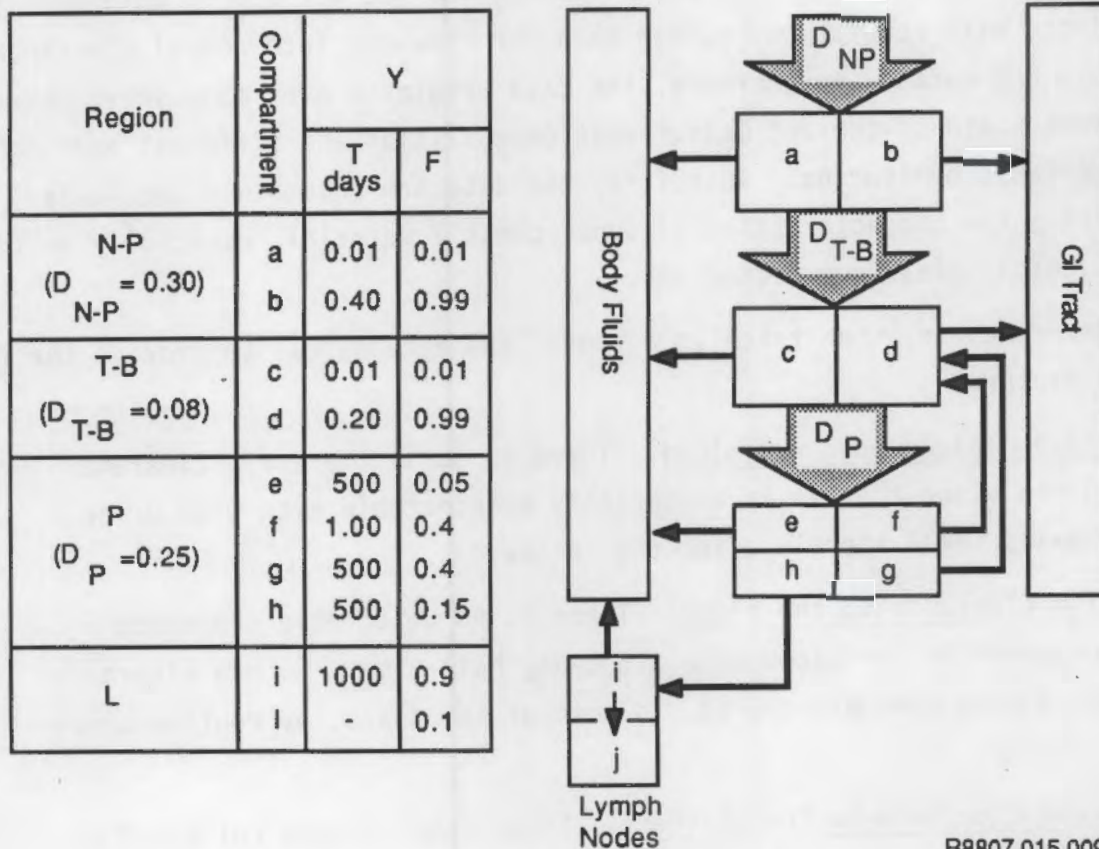 Region
Compartment
Y
T
days
F
N-P
(D N-P = 0.30)
a 0.01 0.01
b 0.40 0.99
T-B
(D T-B =0.08)
c 0.01 0.01
d 0.20 0.99
P
(D P =0.25)
e 500 0.05
f 1.00 0.4
g 500 0.4
h 500 0.15
L
i 1000 0.9
j - 0.1
D NP
a b
D T-B
c d
D P
e f
h g
Body Fluids
GI Tract
i
j
Lymph
Nodes
R8807 015 009